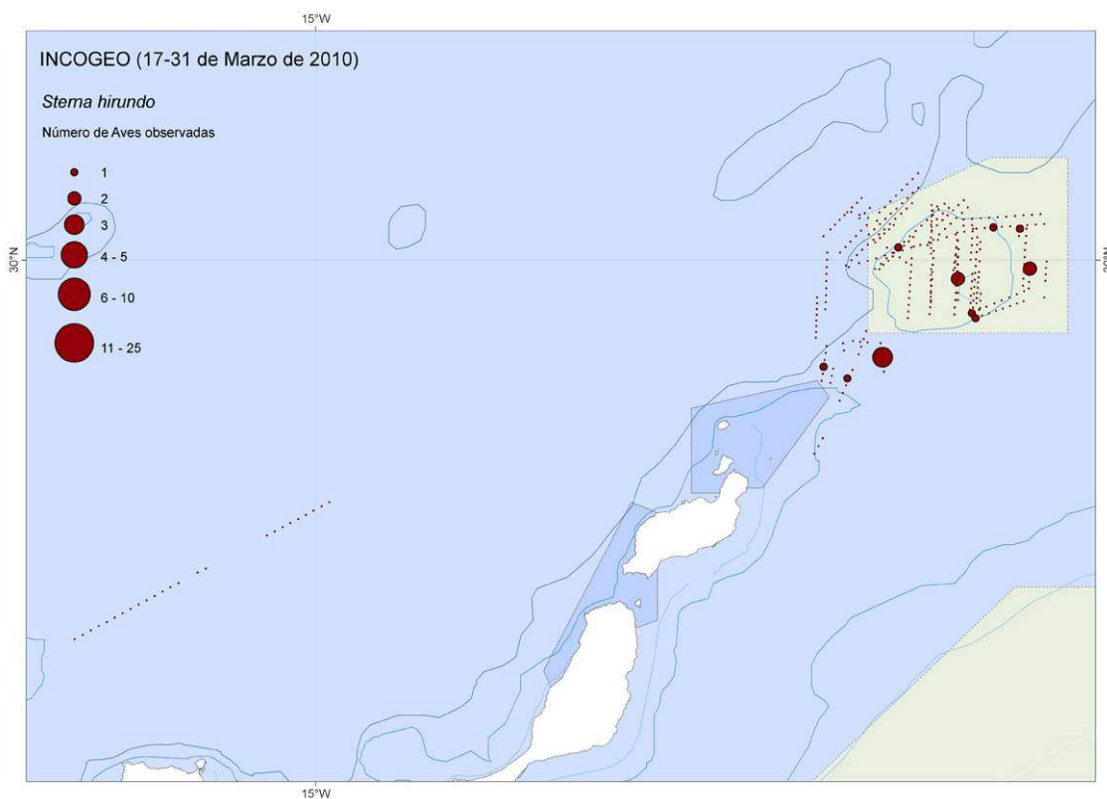 15°W
INCOGEO (17-31 de Marzo de 2010)
Sterna hirundo
Número de Aves observadas
1
2
3
4 - 5
6 - 10
11 - 25
30°N
30°N
15°W